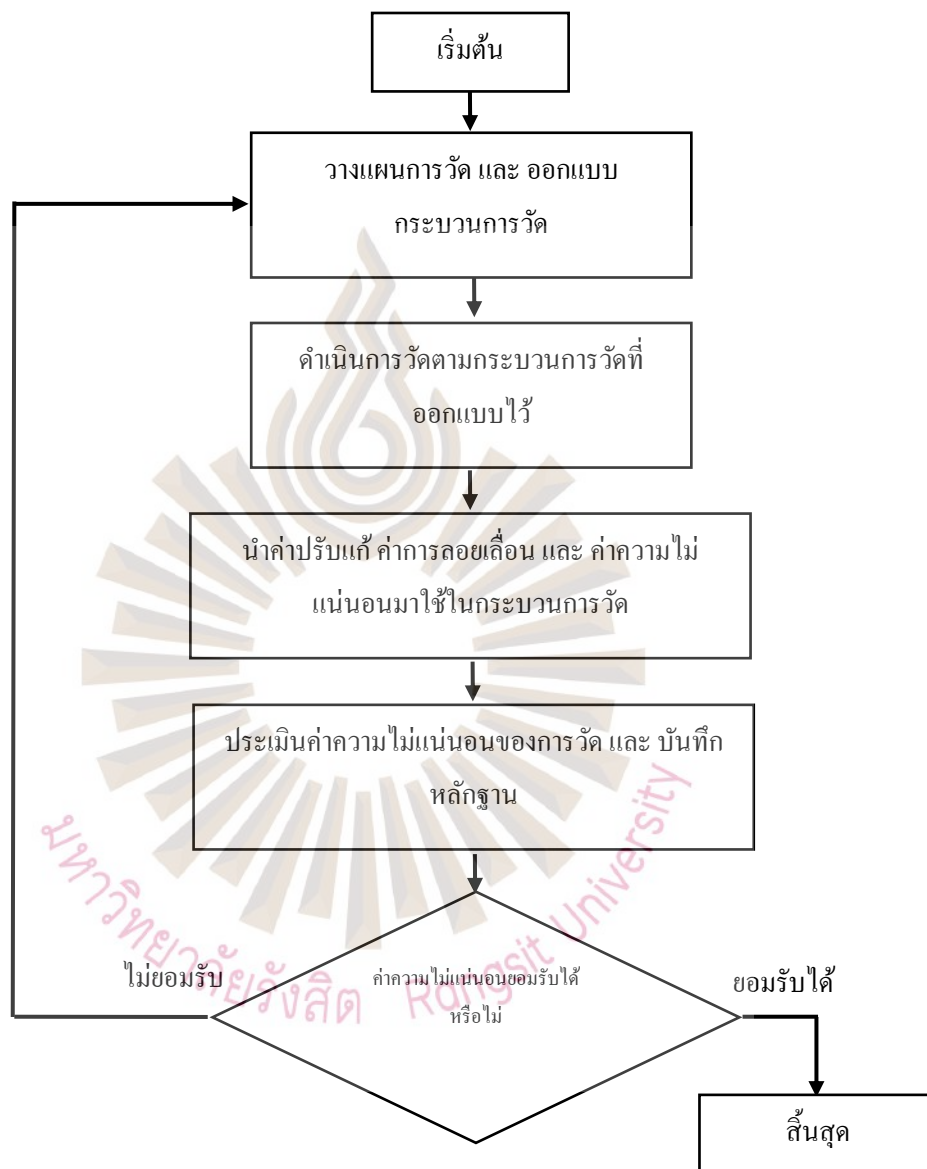 เริ่มต้น
วางแผนการวัด และ ออกแบบ
กระบวนการวัด
ดำเนินการวัดตามกระบวนการวัดที่
ออกแบบไว้
นำค่าปรับแก้ ค่าการลอยเลื่อน และ ค่าความไม่
แน่นอนมาใช้ในกระบวนการวัด
ประเมินค่าความไม่แน่นอนของการวัด และ บันทึก
หลักฐาน
ไม่ยอมรับ
ค่าความไม่แน่นอนยอมรับได้
หรือไม่
ยอมรับได้
สิ้นสุด
มหาวิทยาลัยรังสิต Rangsit University